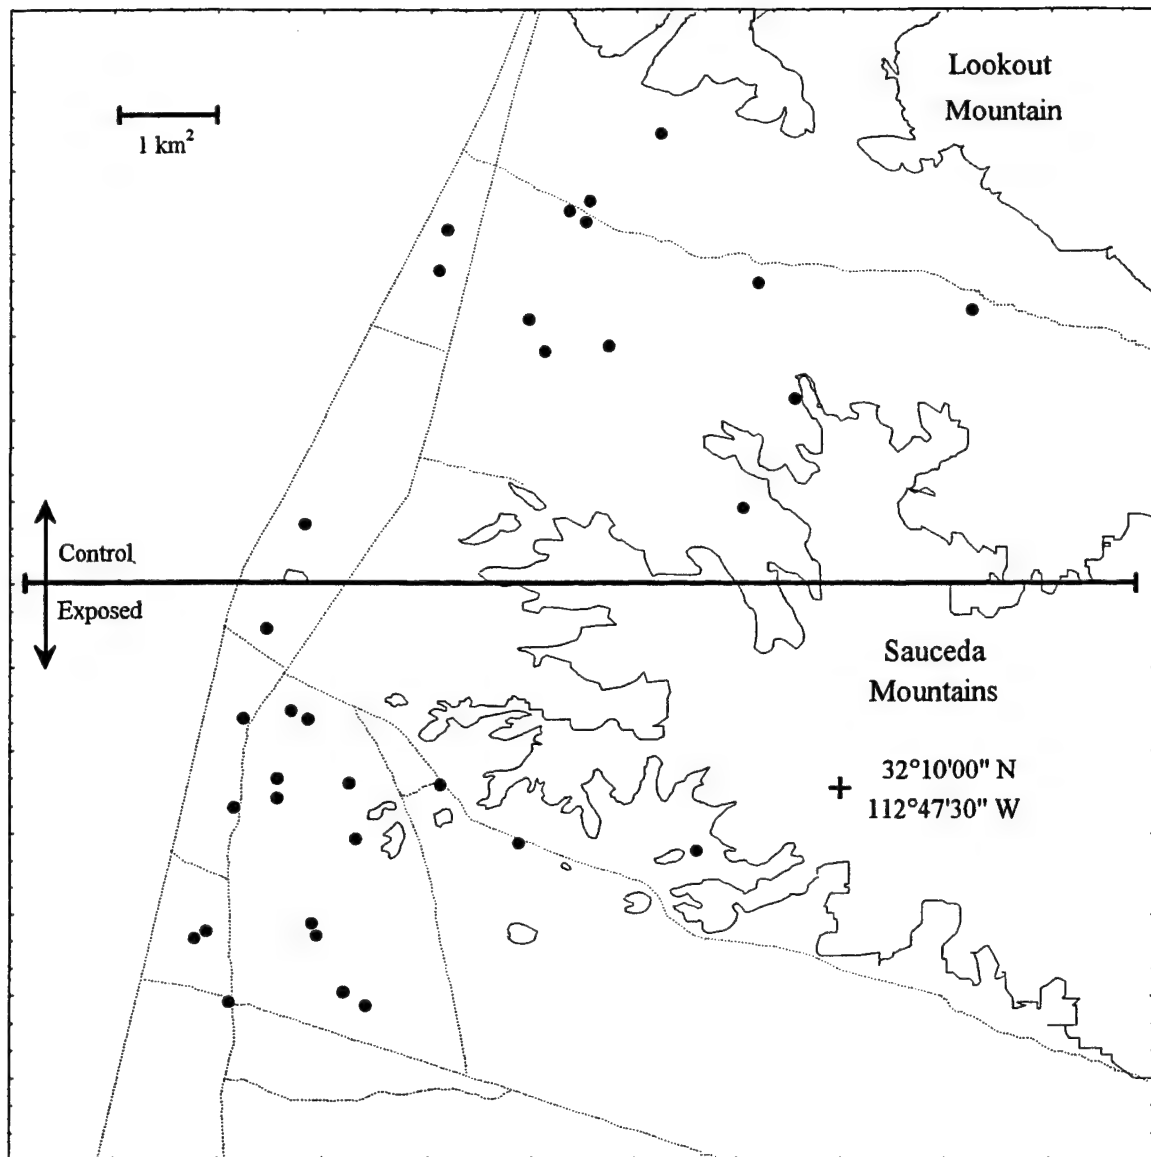 Lookout
Mountain
1 km²
Control
Exposed
Sauceda
Mountains
32°10'00" N
112°47'30" W